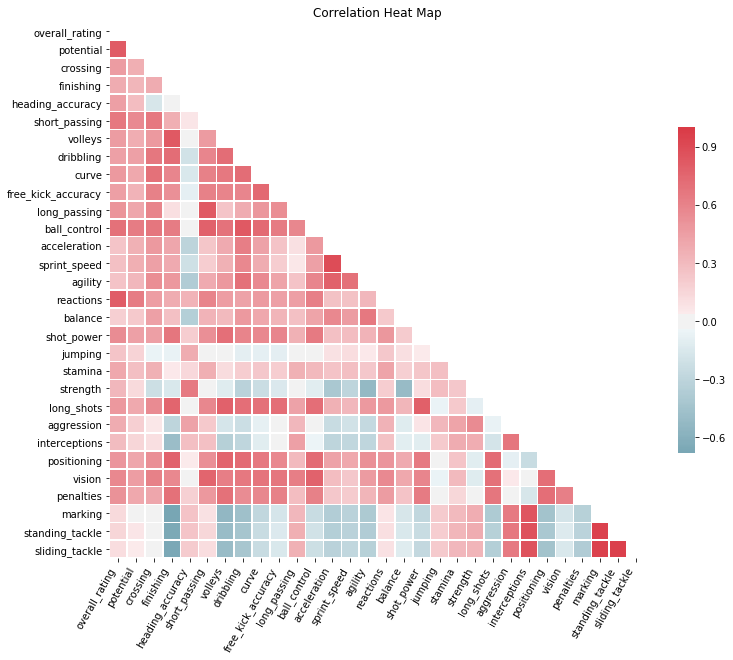 Correlation Heat Map
overall_rating
potential
crossing
finishing
heading_accuracy
short_passing
volleys
dribbling
curve
free_kick_accuracy
long_passing
ball_control
acceleration
sprint_speed
agility
reactions
balance
shot_power
jumping
stamina
strength
long_shots
aggression
interceptions
positioning
vision
penalties
marking
standing_tackle
sliding_tackle
overall_rating
potential
crossing
finishing
heading_accuracy
short_passing
volleys
dribbling
curve
free_kick_accuracy
long_passing
ball_control
acceleration
sprint_speed
agility
reactions
balance
shot_power
jumping
stamina
strength
long_shots
aggression
interceptions
positioning
vision
penalties
marking
standing_tackle
sliding_tackle
0.9
0.6
0.3
0.0
−0.3
−0.6